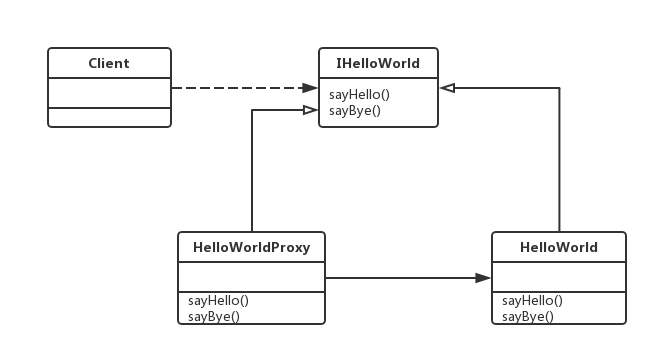 Client
IHelloWorld
sayHello()
sayBye()
HelloWorldProxy
sayHello()
sayBye()
HelloWorld
sayHello()
sayBye()